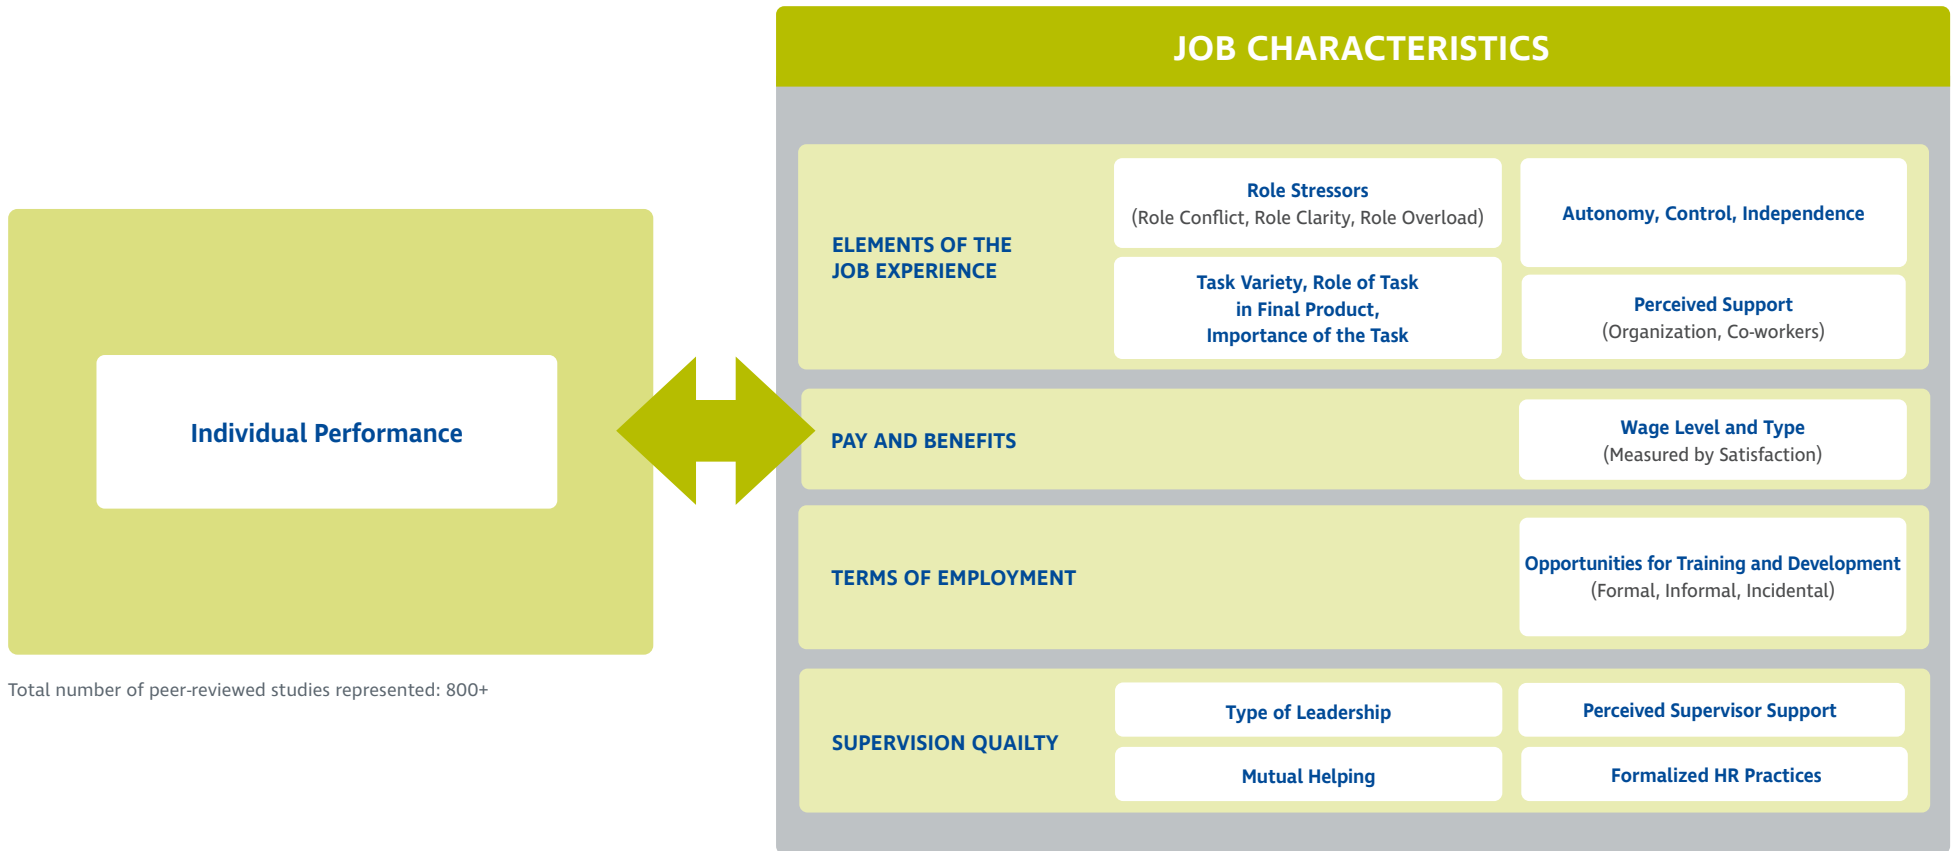 JOB CHARACTERISTICS
ELEMENTS OF THE
JOB EXPERIENCE
Role Stressors
(Role Conflict, Role Clarity, Role Overload)
Autonomy, Control, Independence
Task Variety, Role of Task
in Final Product,
Importance of the Task
Perceived Support
(Organization, Co-workers)
Individual Performance
PAY AND BENEFITS
Wage Level and Type
(Measured by Satisfaction)
TERMS OF EMPLOYMENT
Opportunities for Training and Development
(Formal, Informal, Incidental)
Total number of peer-reviewed studies represented: 800+
SUPERVISION QUAILTY
Type of Leadership
Perceived Supervisor Support
Mutual Helping
Formalized HR Practices